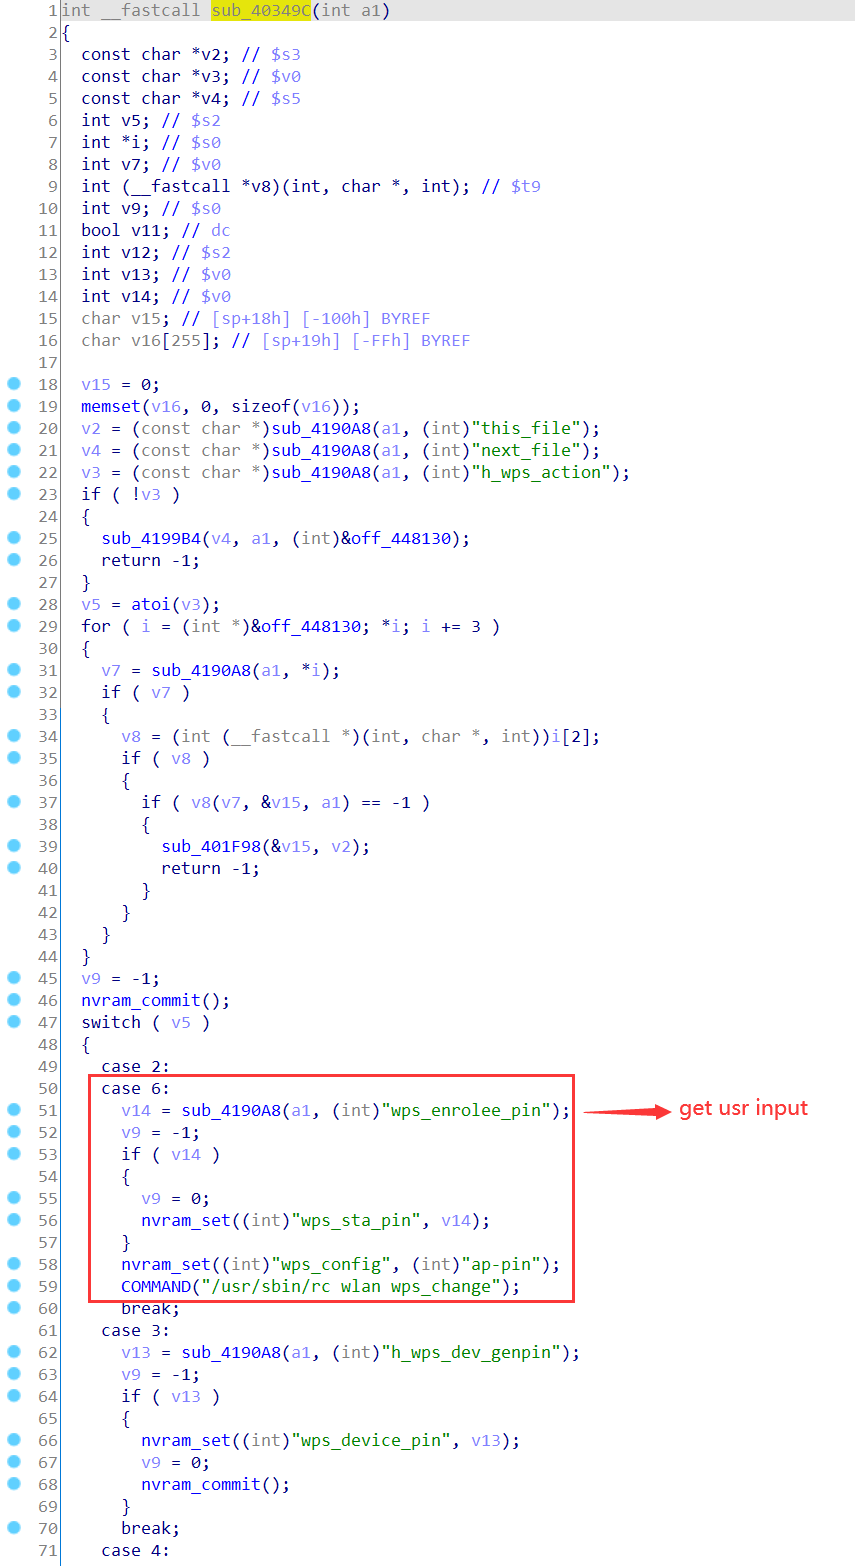 1 int __fastcall sub_40349C(int a1)
2 {
3 const char *v2; // $s3
4 const char *v3; // $v0
5 const char *v4; // $s5
6 int v5; // $s2
7 int *i; // $s0
8 int v7; // $v0
9 int (__fastcall *v8)(int, char *, int); // $t9
10 int v9; // $s0
11 bool v11; // dc
12 int v12; // $s2
13 int v13; // $v0
14 int v14; // $v0
15 char v15; // [sp+18h] [-100h] BYREF
16 char v16[255]; // [sp+19h] [-FFh] BYREF
17
18 v15 = 0;
19 memset(v16, 0, sizeof(v16));
20 v2 = (const char *)sub_4190A8(a1, (int)"this_file");
21 v4 = (const char *)sub_4190A8(a1, (int)"next_file");
22 v3 = (const char *)sub_4190A8(a1, (int)"h_wps_action");
23 if ( !v3 )
24 {
25 sub_4199B4(v4, a1, (int)&off_448130);
26 return -1;
27 }
28 v5 = atoi(v3);
29 for ( i = (int *)&off_448130; *i; i += 3 )
30 {
31 v7 = sub_4190A8(a1, *i);
32 if ( v7 )
33 {
34 v8 = (int (__fastcall *)(int, char *, int))i[2];
35 if ( v8 )
36 {
37 if ( v8(v7, &v15, a1) == -1 )
38 {
39 sub_401F98(&v15, v2);
40 return -1;
41 }
42 }
43 }
44 }
45 v9 = -1;
46 nvram_commit();
47 switch ( v5 )
48 {
49 case 2:
50 case 6:
51 v14 = sub_4190A8(a1, (int)"wps_enrolee_pin"); get usr input
52 v9 = -1;
53 if ( v14 )
54 {
55 v9 = 0;
56 nvram_set((int)"wps_sta_pin", v14);
57 }
58 nvram_set((int)"wps_config", (int)"ap-pin");
59 COMMAND("/usr/sbin/rc wlan wps_change");
60 break;
61 case 3:
62 v13 = sub_4190A8(a1, (int)"h_wps_dev_genpin");
63 v9 = -1;
64 if ( v13 )
65 {
66 nvram_set((int)"wps_device_pin", v13);
67 v9 = 0;
68 nvram_commit();
69 }
70 break;
71 case 4: